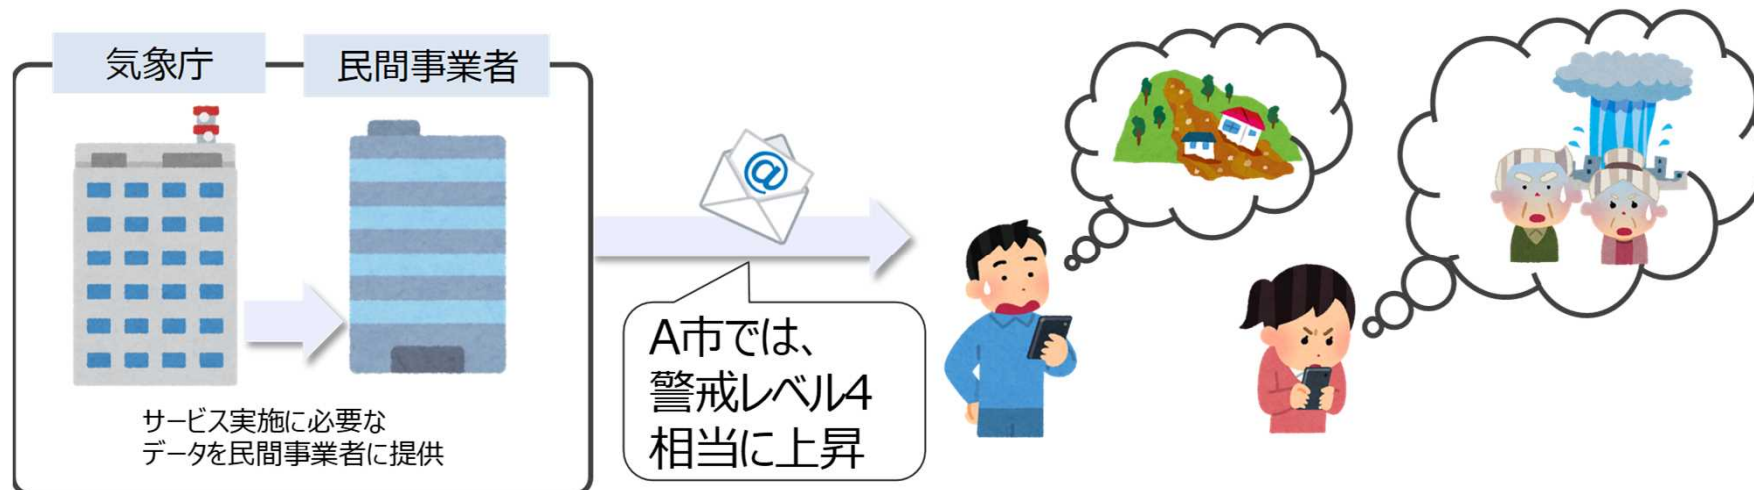 気象庁
民間事業者
@
A市では、
警戒レベル4
相当に上昇
サービス実施に必要な
データを民間事業者に提供